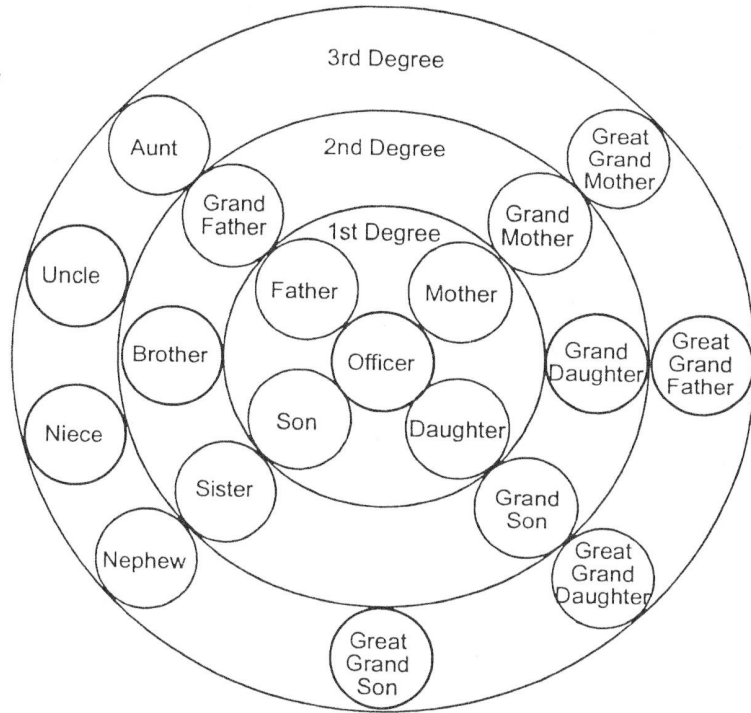 3rd Degree
Aunt
2nd Degree
Great
Grand
Mother
Grand
Father
Grand
Mother
1st Degree
Uncle
Father
Mother
Brother
Officer
Grand
Daughter
Great
Grand
Father
Niece
Son
Daughter
Sister
Grand
Son
Nephew
Great
Grand
Daughter
Great
Grand
Son